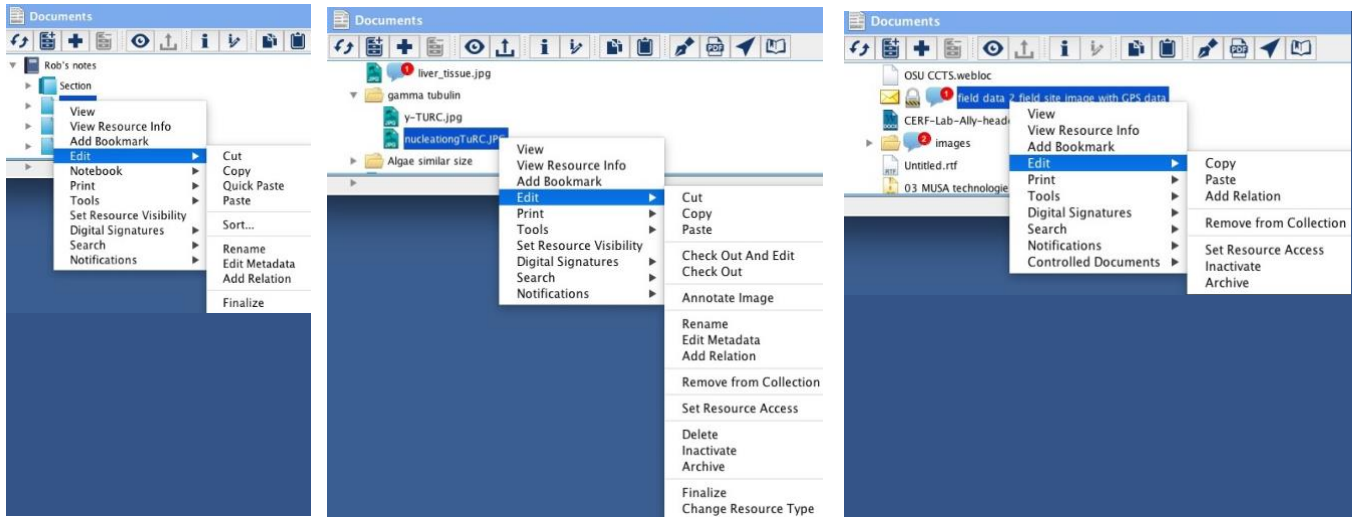 Documents
Rob's notes
Section
View
View Resource Info
Add Bookmark
Edit
Notebook
Print
Tools
Set Resource Visibility
Digital Signatures
Search
Notifications
Cut
Copy
Quick Paste
Paste
Sort...
Rename
Edit Metadata
Add Relation
Finalize
Documents
PDF
1
liver_tissue.jpg
gamma tubulin
y-TURC.jpg
nucleationgTuRC.JPG
Algae similar size
View
View Resource Info
Add Bookmark
Edit
Print
Tools
Set Resource Visibility
Digital Signatures
Search
Notifications
Cut
Copy
Paste
Check Out And Edit
Check Out
Annotate Image
Rename
Edit Metadata
Add Relation
Remove from Collection
Set Resource Access
Delete
Inactivate
Archive
Finalize
Change Resource Type
Documents
PDF
OSU CCTS.webloc
1
field data 2 field site image with GPS data
CERF-Lab-Ally-head
2
images
Untitled.rtf
03 MUSA technologie
View
View Resource Info
Add Bookmark
Edit
Print
Tools
Digital Signatures
Search
Notifications
Controlled Documents
Copy
Paste
Add Relation
Remove from Collection
Set Resource Access
Inactivate
Archive